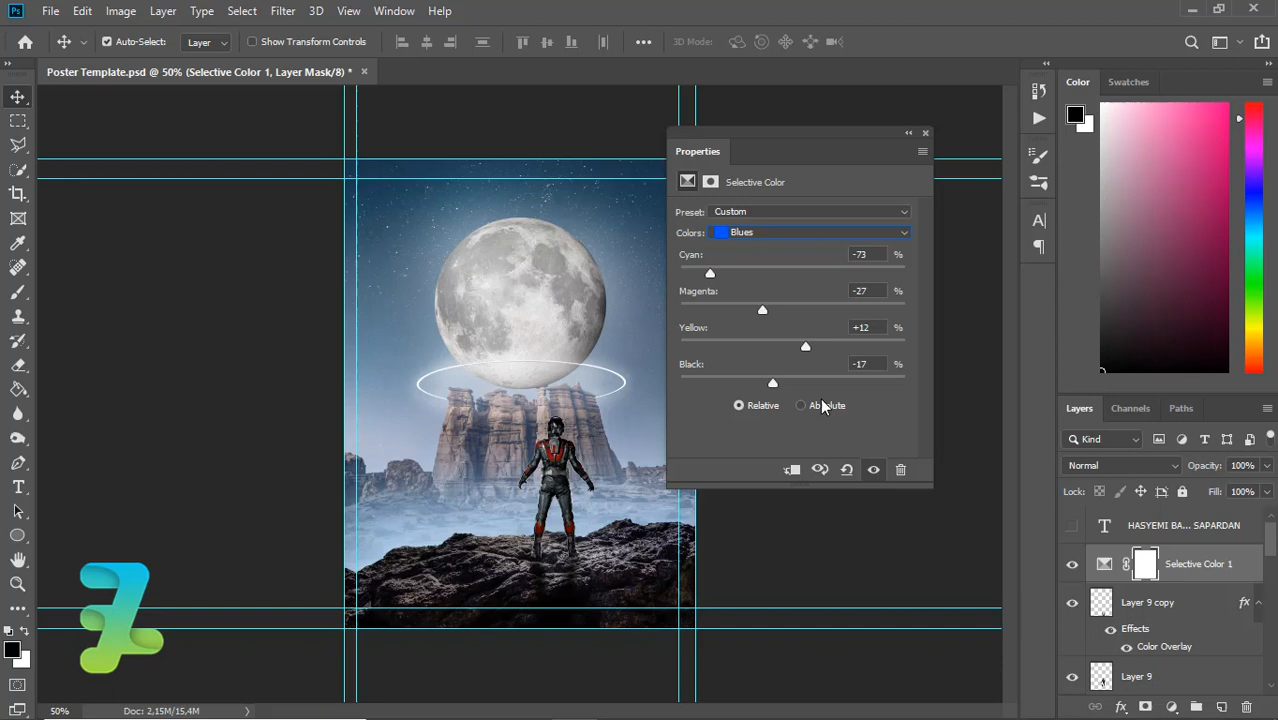 Ps File Edit Image Layer Type Select Filter 3D View Window Help
Auto-Select: Layer Show Transform Controls 3D Mode:
Poster Template.psd @ 50% (Selective Color 1, Layer Mask/8) *
Color Swatches
Properties
Selective Color
Preset: Custom
Colors: Blues
Cyan: -73 %
Magenta: -27 %
Yellow: +12 %
Black: -17 %
Relative Absolute
Layers Channels Paths
Kind
Normal Opacity: 100%
Lock: Fill: 100%
HASYEMI BA... SAPARDAN
Selective Color 1
Layer 9 copy fx
Effects
Color Overlay
Layer 9
50% Doc: 2,15M/15,4M